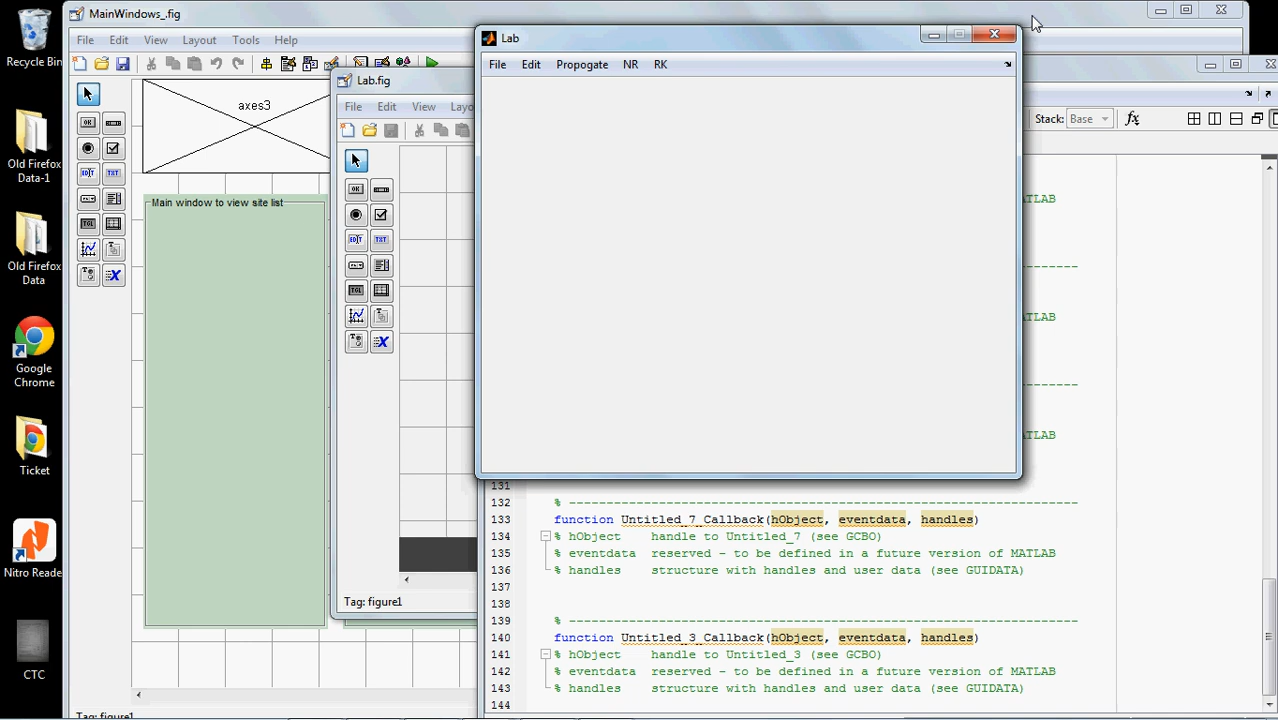 Recycle Bin
Old Firefox
Data-1
Old Firefox
Data
Google
Chrome
Ticket
Nitro Reade
CTC
MainWindows_.fig
File Edit View Layout Tools Help
axes3
Main window to view site list
Lab.fig
File Edit View Layo
Tag: figure1
Lab
File Edit Propogate NR RK
Stack: Base
ATLAB
ATLAB
ATLAB
131
132 % --------------------------------------------------------------------
133 function Untitled_7_Callback(hObject, eventdata, handles)
134 % hObject    handle to Untitled_7 (see GCBO)
135 % eventdata  reserved - to be defined in a future version of MATLAB
136 % handles    structure with handles and user data (see GUIDATA)
137
138
139 % --------------------------------------------------------------------
140 function Untitled_3_Callback(hObject, eventdata, handles)
141 % hObject    handle to Untitled_3 (see GCBO)
142 % eventdata  reserved - to be defined in a future version of MATLAB
143 % handles    structure with handles and user data (see GUIDATA)
144
Tag: figure1